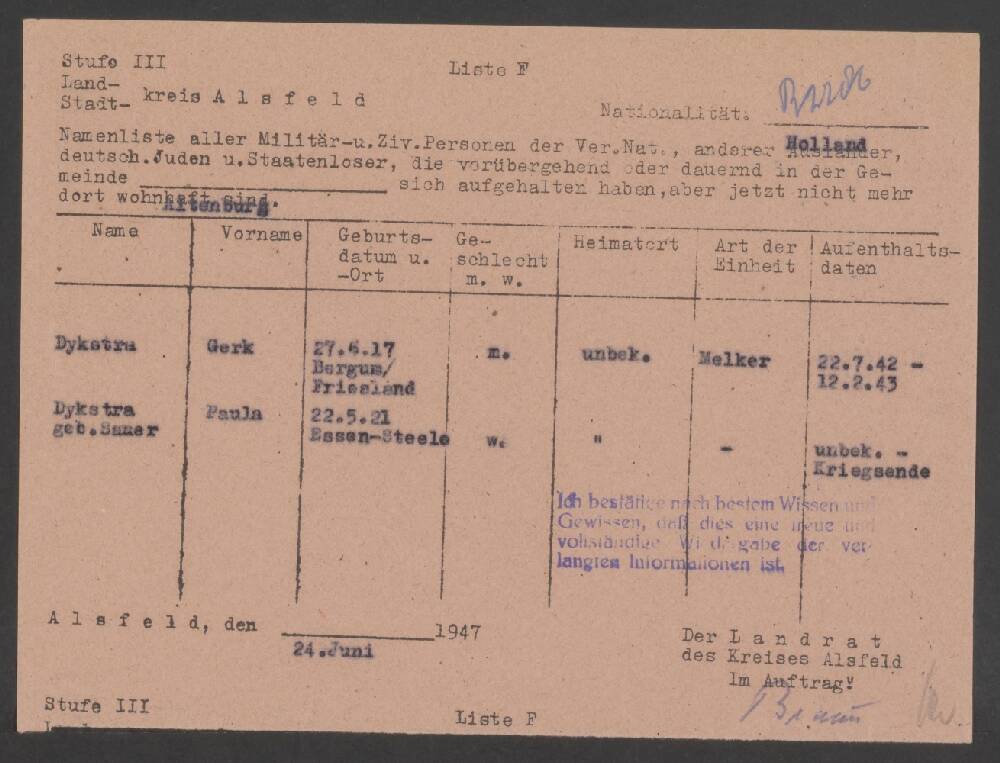 Stufe III
Liste F
Land-
Stadt- kreis A l s f e l d
Nationalität:
Holland
Namenliste aller Militär-u.Ziv.Personen der Ver.Nat., anderer Ausländer,
deutsch.Juden u.Staatenloser, die vorübergehend oder dauernd in der Ge-
meinde ____ sich aufgehalten haben,aber jetzt nicht mehr
dort wohnhaft sind.
Altenburg
Name Vorname Geburts- Ge- Heimatort Art der Aufenthalts-
datum u. schlecht Einheit daten
-Ort m. w.
Dykstra Gerk 27.6.17 m. unbek. Melker 22.7.42 -
Bergum/ 12.2.43
Friesland
Dykstra Paula 22.5.21
geb.Sauer Essen-Steele w. " - unbek. -
Kriegsende
Ich bestätige nach bestem Wissen und
Gewissen, daß dies eine treue und
vollständige Wiedergabe der ver-
langten Informationen ist.
A l s f e l d, den ____ 1947
24.Juni
Der L a n d r a t
des Kreises Alsfeld
Im Auftrag:
Stufe III
Liste F